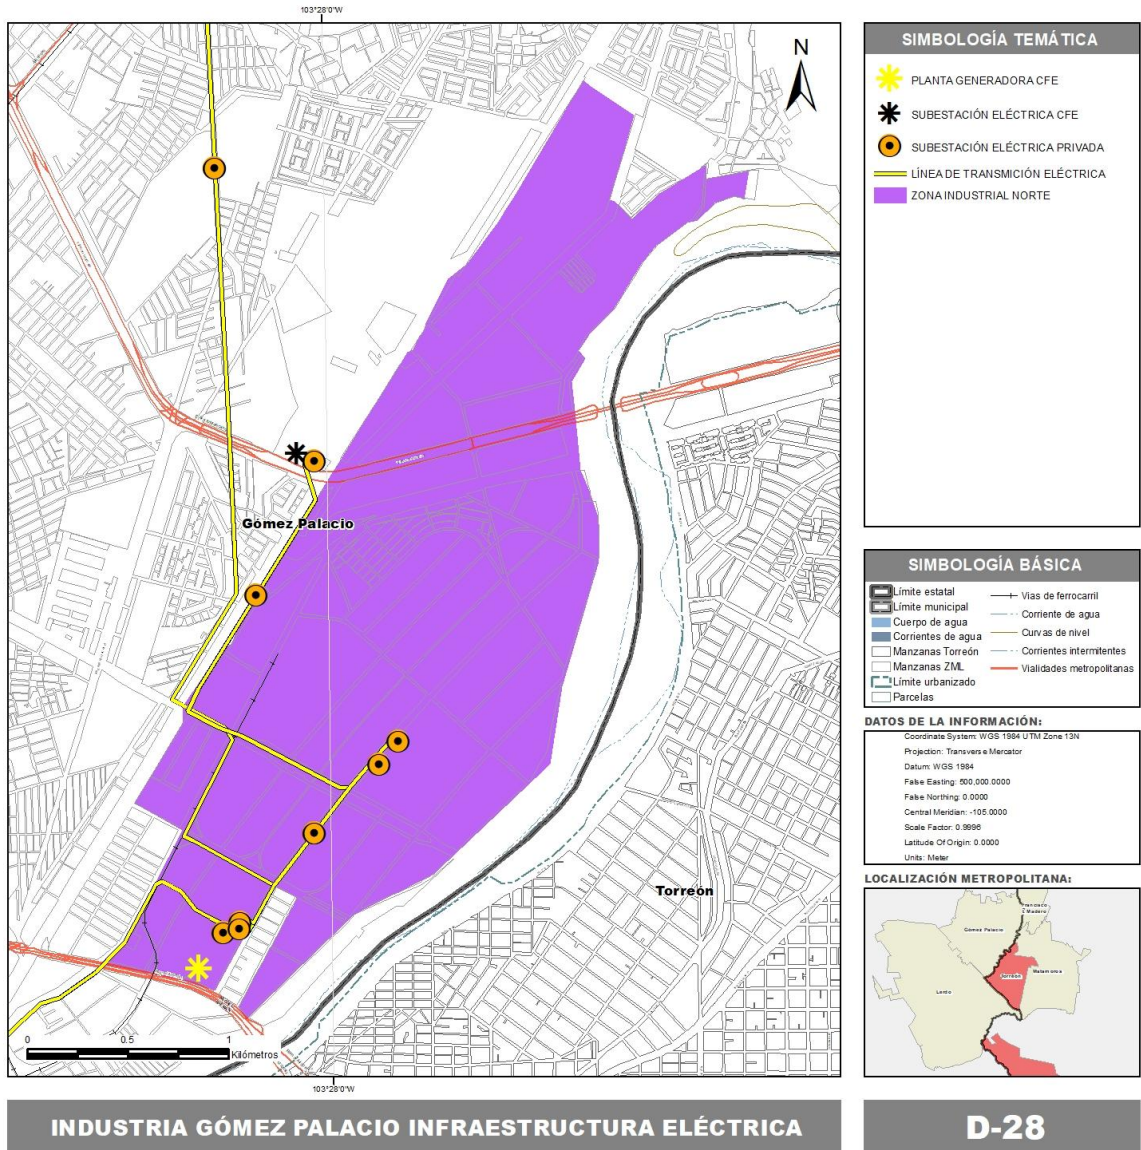 103°28'0"W
N
Gómez Palacio
Torreón
0 0.5 1
Kilómetros
103°28'0"W
SIMBOLOGÍA TEMÁTICA
PLANTA GENERADORA CFE
SUBESTACIÓN ELÉCTRICA CFE
SUBESTACIÓN ELÉCTRICA PRIVADA
LÍNEA DE TRANSMICIÓN ELÉCTRICA
ZONA INDUSTRIAL NORTE
SIMBOLOGÍA BÁSICA
Límite estatal
Límite municipal
Cuerpo de agua
Corrientes de agua
Manzanas Torreón
Manzanas ZML
Límite urbanizado
Parcelas
Vias de ferrocarril
Corriente de agua
Curvas de nivel
Corrientes intermitentes
Vialidades metropolitanas
DATOS DE LA INFORMACIÓN:
Coordinate System: WGS 1984 UTM Zone 13N
Projection: Transverse Mercator
Datum: WGS 1984
False Easting: 500,000.0000
False Northing: 0.0000
Central Meridian: -105.0000
Scale Factor: 0.9996
Latitude Of Origin: 0.0000
Units: Meter
LOCALIZACIÓN METROPOLITANA:
Francisco
I. Madero
Gómez Palacio
Torreón
Matamoros
Lerdo
INDUSTRIA GÓMEZ PALACIO INFRAESTRUCTURA ELÉCTRICA
D-28